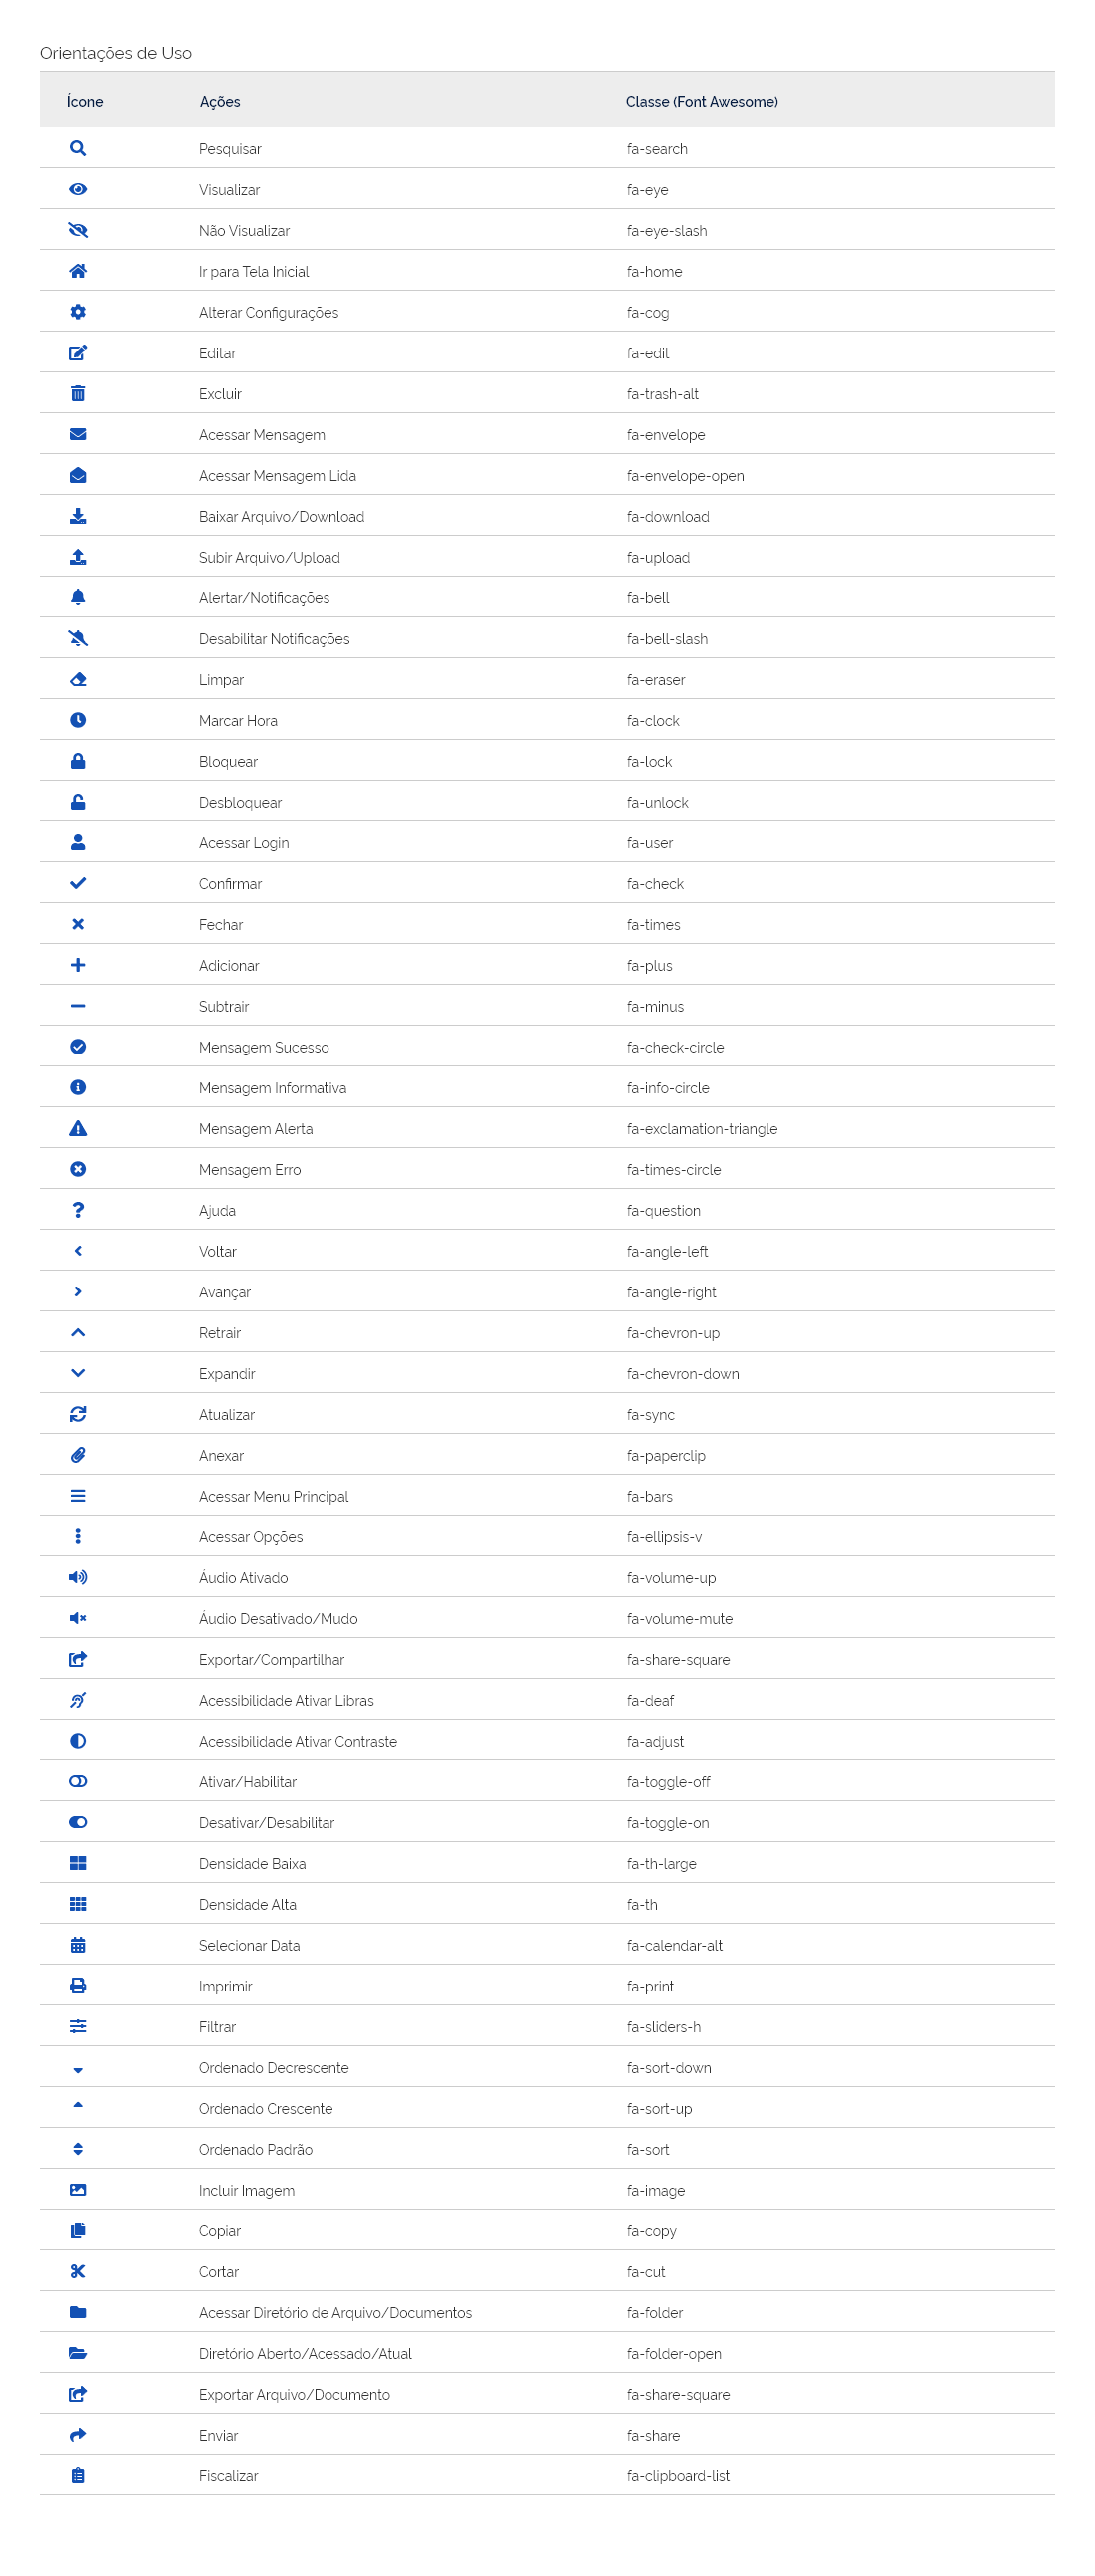 Orientações de Uso
Ícone Ações Classe (Font Awesome)
Pesquisar fa-search
Visualizar fa-eye
Não Visualizar fa-eye-slash
Ir para Tela Inicial fa-home
Alterar Configurações fa-cog
Editar fa-edit
Excluir fa-trash-alt
Acessar Mensagem fa-envelope
Acessar Mensagem Lida fa-envelope-open
Baixar Arquivo/Download fa-download
Subir Arquivo/Upload fa-upload
Alertar/Notificações fa-bell
Desabilitar Notificações fa-bell-slash
Limpar fa-eraser
Marcar Hora fa-clock
Bloquear fa-lock
Desbloquear fa-unlock
Acessar Login fa-user
Confirmar fa-check
Fechar fa-times
Adicionar fa-plus
Subtrair fa-minus
Mensagem Sucesso fa-check-circle
Mensagem Informativa fa-info-circle
Mensagem Alerta fa-exclamation-triangle
Mensagem Erro fa-times-circle
Ajuda fa-question
Voltar fa-angle-left
Avançar fa-angle-right
Retrair fa-chevron-up
Expandir fa-chevron-down
Atualizar fa-sync
Anexar fa-paperclip
Acessar Menu Principal fa-bars
Acessar Opções fa-ellipsis-v
Áudio Ativado fa-volume-up
Áudio Desativado/Mudo fa-volume-mute
Exportar/Compartilhar fa-share-square
Acessibilidade Ativar Libras fa-deaf
Acessibilidade Ativar Contraste fa-adjust
Ativar/Habilitar fa-toggle-off
Desativar/Desabilitar fa-toggle-on
Densidade Baixa fa-th-large
Densidade Alta fa-th
Selecionar Data fa-calendar-alt
Imprimir fa-print
Filtrar fa-sliders-h
Ordenado Decrescente fa-sort-down
Ordenado Crescente fa-sort-up
Ordenado Padrão fa-sort
Incluir Imagem fa-image
Copiar fa-copy
Cortar fa-cut
Acessar Diretório de Arquivo/Documentos fa-folder
Diretório Aberto/Acessado/Atual fa-folder-open
Exportar Arquivo/Documento fa-share-square
Enviar fa-share
Fiscalizar fa-clipboard-list